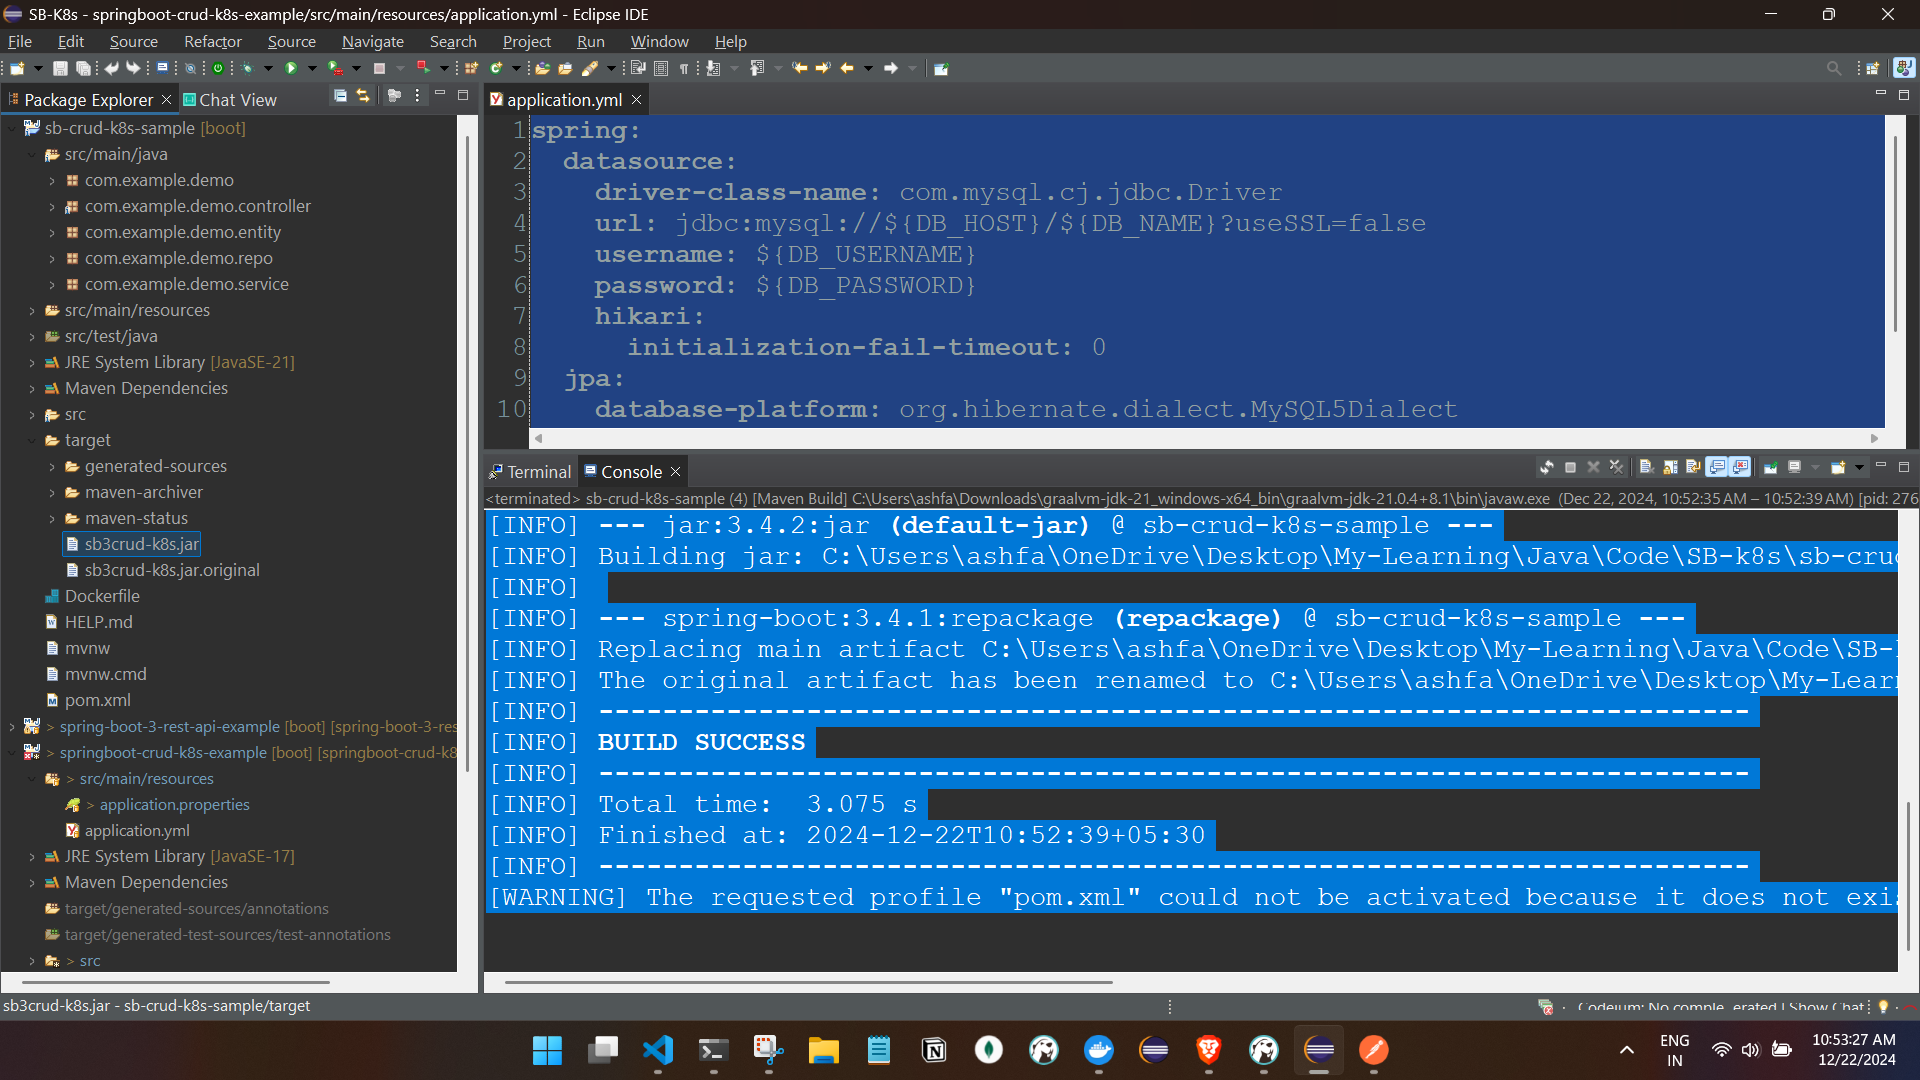 SB-K8s - springboot-crud-k8s-example/src/main/resources/application.yml - Eclipse IDE
File Edit Source Refactor Source Navigate Search Project Run Window Help
Package Explorer
Chat View
sb-crud-k8s-sample [boot]
src/main/java
com.example.demo
com.example.demo.controller
com.example.demo.entity
com.example.demo.repo
com.example.demo.service
src/main/resources
src/test/java
JRE System Library [JavaSE-21]
Maven Dependencies
src
target
generated-sources
maven-archiver
maven-status
sb3crud-k8s.jar
sb3crud-k8s.jar.original
Dockerfile
HELP.md
mvnw
mvnw.cmd
pom.xml
> spring-boot-3-rest-api-example [boot] [spring-boot-3-res
> springboot-crud-k8s-example [boot] [springboot-crud-k8
> src/main/resources
> application.properties
application.yml
JRE System Library [JavaSE-17]
Maven Dependencies
target/generated-sources/annotations
target/generated-test-sources/test-annotations
> src
application.yml
1 spring:
2 datasource:
3 driver-class-name: com.mysql.cj.jdbc.Driver
4 url: jdbc:mysql://${DB_HOST}/${DB_NAME}?useSSL=false
5 username: ${DB_USERNAME}
6 password: ${DB_PASSWORD}
7 hikari:
8 initialization-fail-timeout: 0
9 jpa:
10 database-platform: org.hibernate.dialect.MySQL5Dialect
Terminal
Console
<terminated> sb-crud-k8s-sample (4) [Maven Build] C:\Users\ashfa\Downloads\graalvm-jdk-21_windows-x64_bin\graalvm-jdk-21.0.4+8.1\bin\javaw.exe (Dec 22, 2024, 10:52:35 AM – 10:52:39 AM) [pid: 276
[INFO] --- jar:3.4.2:jar (default-jar) @ sb-crud-k8s-sample ---
[INFO] Building jar: C:\Users\ashfa\OneDrive\Desktop\My-Learning\Java\Code\SB-k8s\sb-cruc
[INFO]
[INFO] --- spring-boot:3.4.1:repackage (repackage) @ sb-crud-k8s-sample ---
[INFO] Replacing main artifact C:\Users\ashfa\OneDrive\Desktop\My-Learning\Java\Code\SB-
[INFO] The original artifact has been renamed to C:\Users\ashfa\OneDrive\Desktop\My-Learn
[INFO] ------------------------------------------------------------------------
[INFO] BUILD SUCCESS
[INFO] ------------------------------------------------------------------------
[INFO] Total time:  3.075 s
[INFO] Finished at: 2024-12-22T10:52:39+05:30
[INFO] ------------------------------------------------------------------------
[WARNING] The requested profile "pom.xml" could not be activated because it does not exi
sb3crud-k8s.jar - sb-crud-k8s-sample/target
Codeium: No comple...erated | Show Chat
ENG
IN
10:53:27 AM
12/22/2024